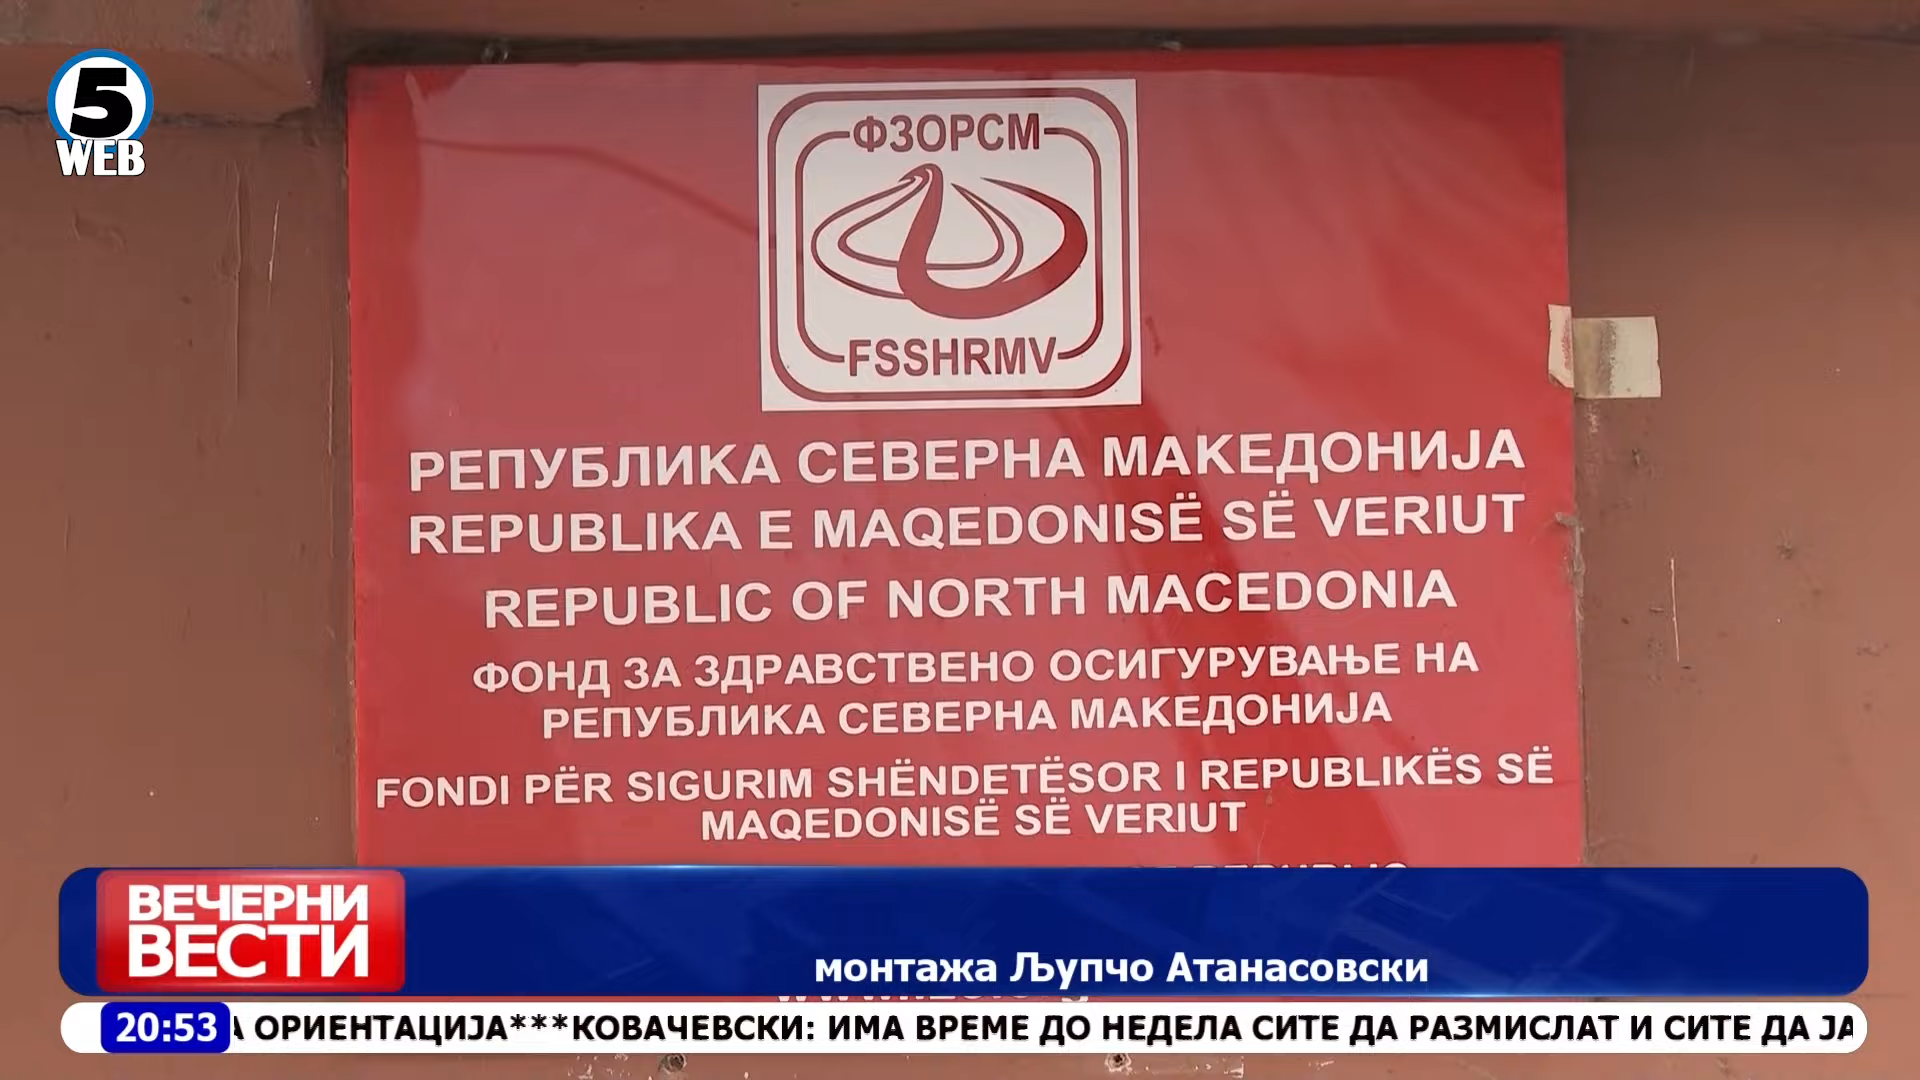 5
WEB
ФЗОРСМ
FSSHRMV
РЕПУБЛИКА СЕВЕРНА МАКЕДОНИЈА
REPUBLIKA E MAQEDONISË SË VERIUT
REPUBLIC OF NORTH MACEDONIA
ФОНД ЗА ЗДРАВСТВЕНО ОСИГУРУВАЊЕ НА
РЕПУБЛИКА СЕВЕРНА МАКЕДОНИЈА
FONDI PËR SIGURIM SHËNDETËSOR I REPUBLIKËS SË
MAQEDONISË SË VERIUT
ВЕЧЕРНИ
ВЕСТИ
монтажа Љупчо Атанасовски
20:53 А ОРИЕНТАЦИЈА***КОВАЧЕВСКИ: ИМА ВРЕМЕ ДО НЕДЕЛА СИТЕ ДА РАЗМИСЛАТ И СИТЕ ДА ЈА